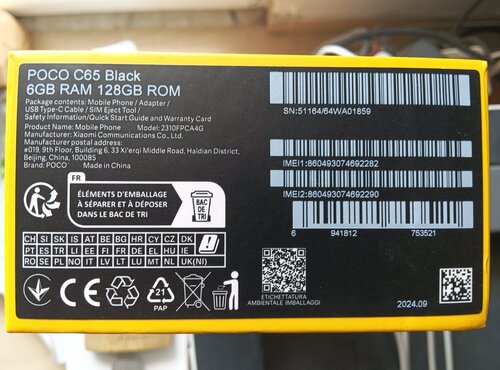 POCO C65 Black
6GB RAM 128GB ROM
Package contents: Mobile Phone / Adapter /
USB Type-C Cable / SIM Eject Tool /
Safety Information/Quick Start Guide and Warranty Card
Product Name: Mobile Phone Model: 2310FPCA4G
Manufacturer: Xiaomi Communications Co., Ltd.
Manufacturer postal address:
#019, 9th Floor, Building 6, 33 Xi'erqi Middle Road, Haidian District,
Beijing, China, 100085
Brand: POCO Made in China
SN:51164/64WA01859
IMEI1:860493074692282
IMEI2:860493074692290
6 941812 753521
FR
ÉLÉMENTS D'EMBALLAGE
À SÉPARER ET À DÉPOSER
DANS LE BAC DE TRI
BAC
DE
TRI
CH SI SK IS AT BE BG HR CY CZ DK
EE FI FR DE EL HU IE IT LV LT LU
RO SE PL NO PT ES LI MT NL UK(NI)
CE
21
PAP
ETICHETTATURA
AMBIENTALE IMBALLAGGI
2024.09